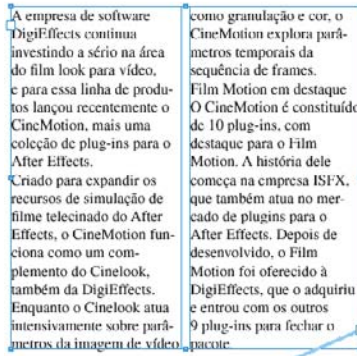 A empresa de software
DigiEffects continua
investindo a sério na área
do film look para vídeo,
e para essa linha de produ-
tos lançou recentemente o
CineMotion, mais uma
coleção de plug-ins para o
After Effects.
Criado para expandir os
recursos de simulação de
filme telecinado do After
Effects, o CineMotion fun-
ciona como um com-
plemento do Cinelook,
também da DigiEffects.
Enquanto o Cinelook atua
intensivamente sobre parâ-
metros da imagem de vídeo
como granulação e cor, o
CineMotion explora parâ-
metros temporais da
sequência de frames.
Film Motion em destaque
O CineMotion é constituído
de 10 plug-ins, com
destaque para o Film
Motion. A história dele
começa na empresa ISFX,
que também atua no mer-
cado de plugins para o
After Effects. Depois de
desenvolvido, o Film
Motion foi oferecido à
DigiEffects, que o adquiriu
e entrou com os outros
9 plug-ins para fechar o
pacote